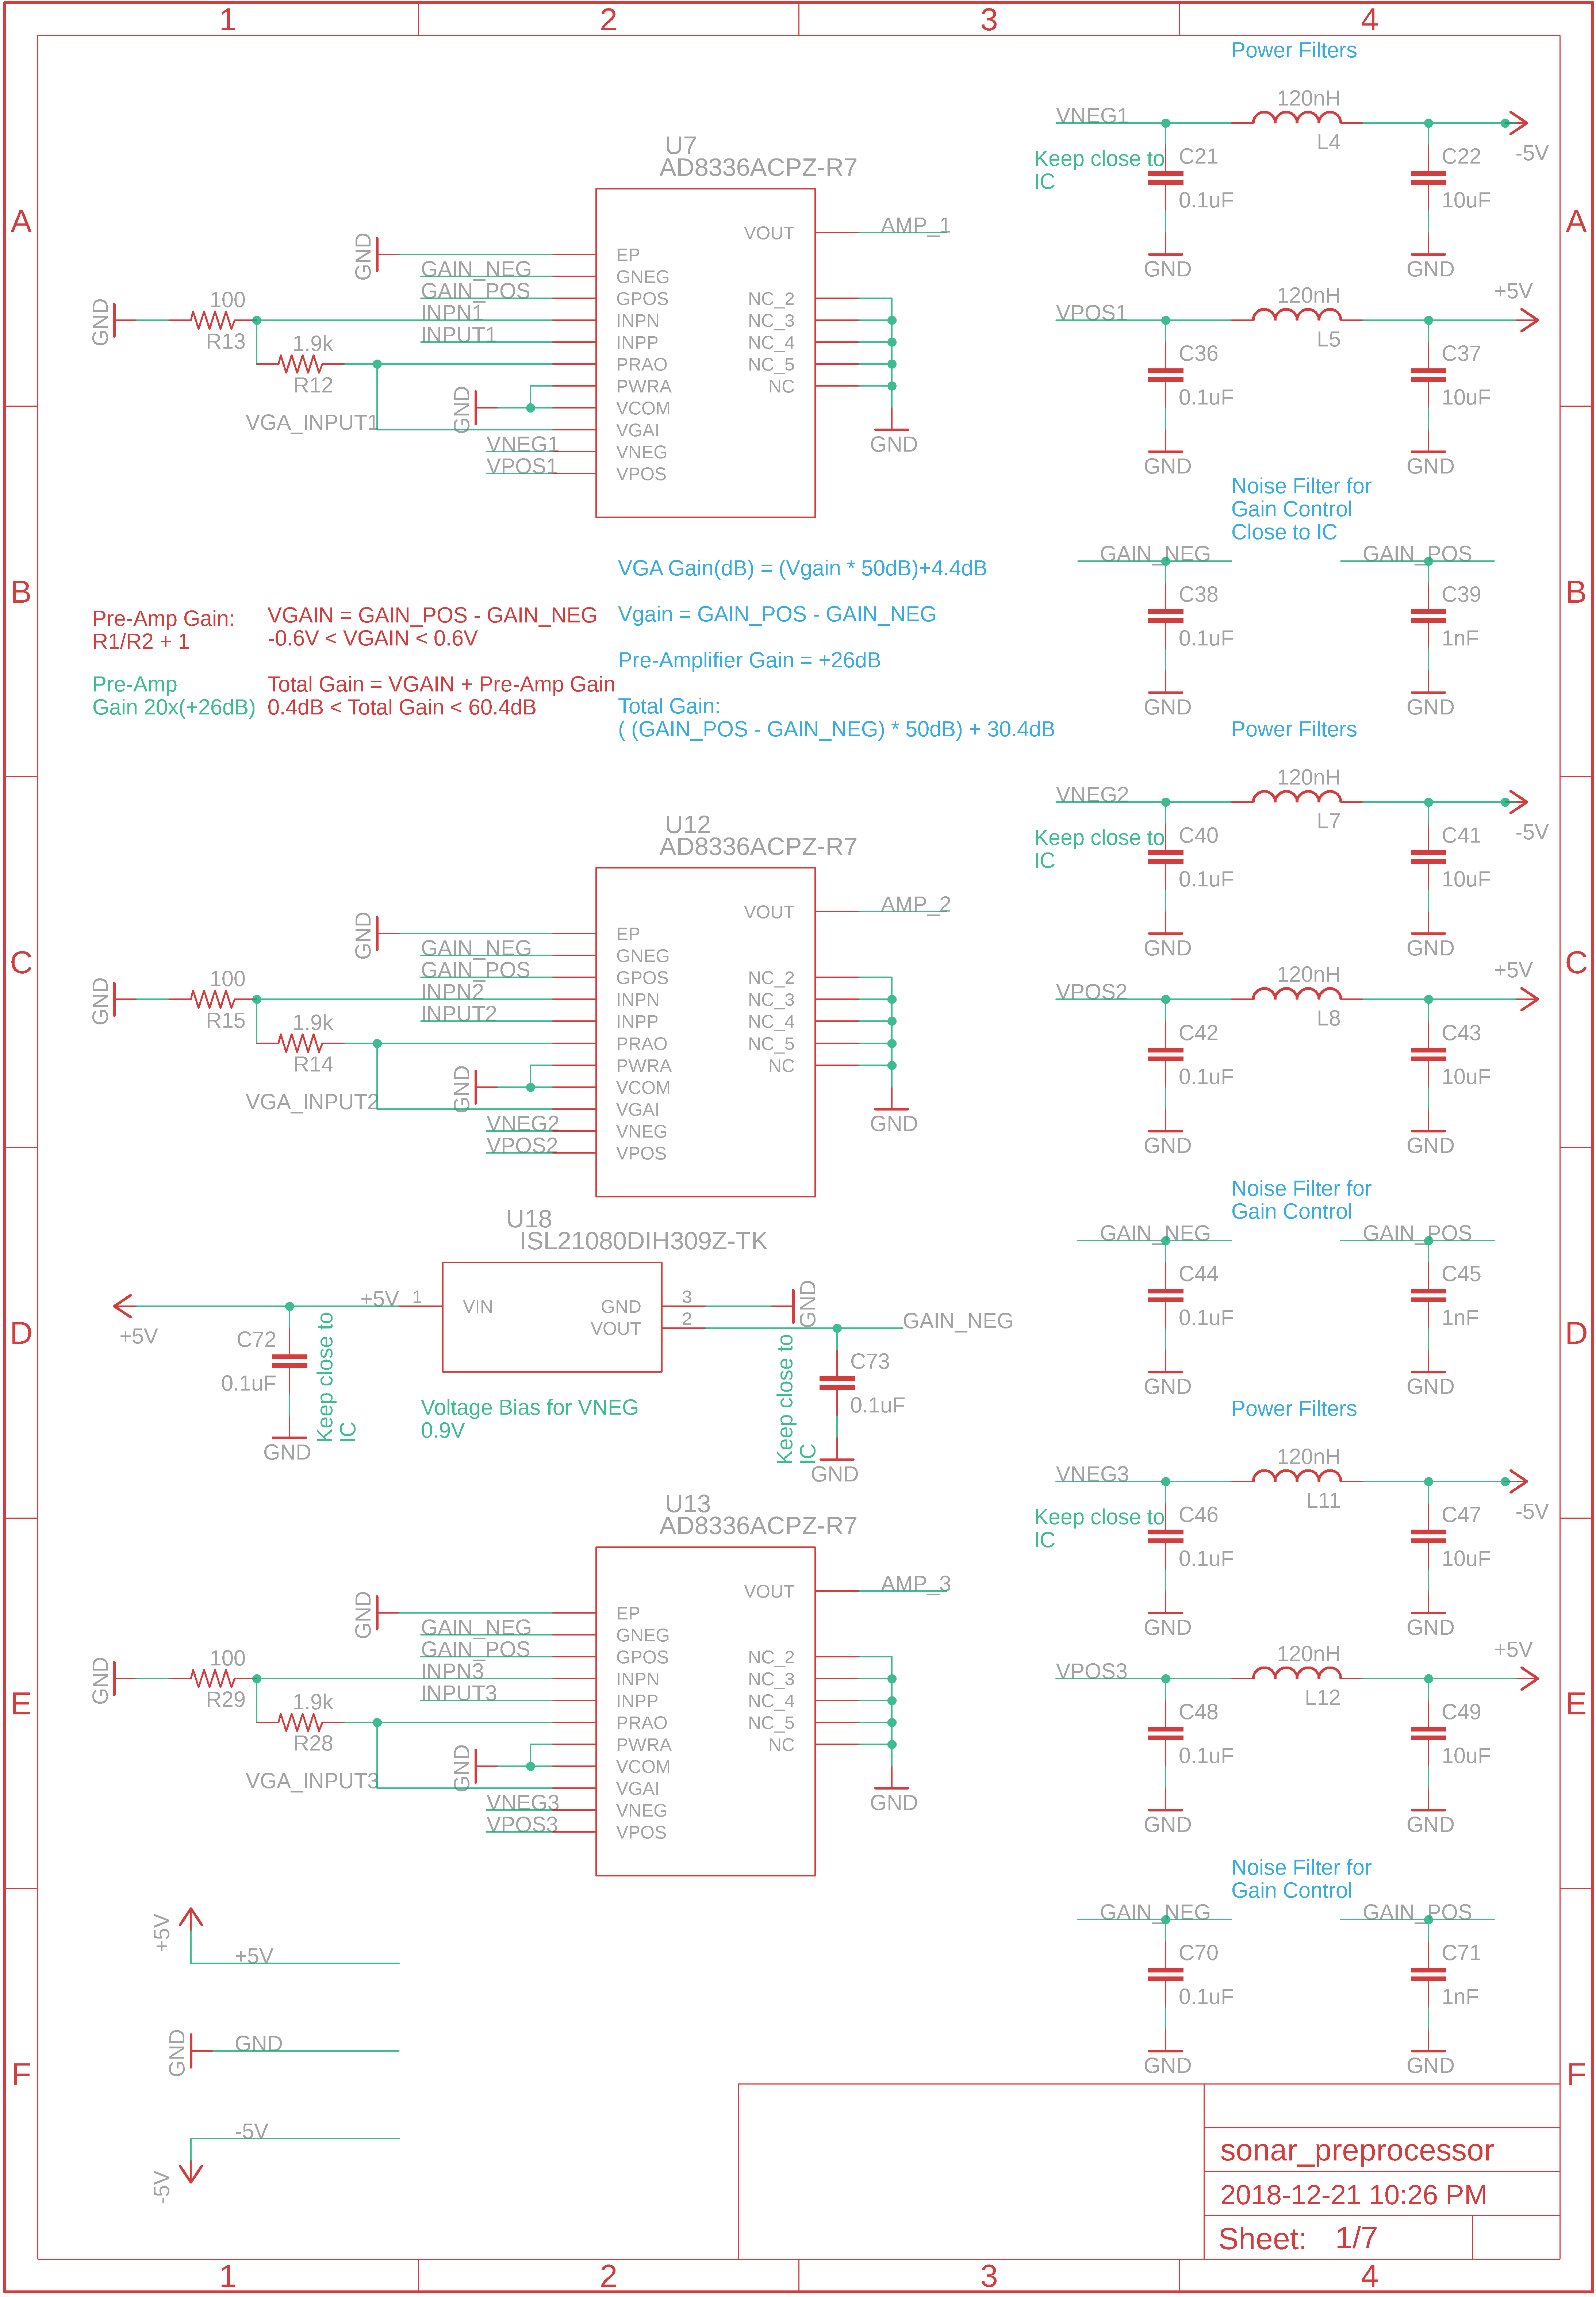 1 2 3 4
Power Filters
A A
U7
AD8336ACPZ-R7
VOUT
AMP_1
GND
EP
GAIN_NEG
GNEG
GAIN_POS
GPOS
NC_2
GND
100
R13
INPN1
INPN
NC_3
INPUT1
INPP
NC_4
1.9k
R12
PRAO
NC_5
PWRA
NC
GND
VCOM
VGA_INPUT1
VGAI
VNEG1
VNEG
VPOS1
VPOS
GND
VNEG1
120nH
L4
-5V
Keep close to
IC
C21
0.1uF
GND
C22
10uF
GND
VPOS1
120nH
L5
+5V
C36
0.1uF
GND
C37
10uF
GND
B B
Noise Filter for
Gain Control
Close to IC
GAIN_NEG
C38
0.1uF
GND
GAIN_POS
C39
1nF
GND
Pre-Amp Gain:
R1/R2 + 1
Pre-Amp
Gain 20x(+26dB)
VGAIN = GAIN_POS - GAIN_NEG
-0.6V < VGAIN < 0.6V
Total Gain = VGAIN + Pre-Amp Gain
0.4dB < Total Gain < 60.4dB
VGA Gain(dB) = (Vgain * 50dB)+4.4dB
Vgain = GAIN_POS - GAIN_NEG
Pre-Amplifier Gain = +26dB
Total Gain:
( (GAIN_POS - GAIN_NEG) * 50dB) + 30.4dB
Power Filters
C C
U12
AD8336ACPZ-R7
VOUT
AMP_2
GND
EP
GAIN_NEG
GNEG
GAIN_POS
GPOS
NC_2
GND
100
R15
INPN2
INPN
NC_3
INPUT2
INPP
NC_4
1.9k
R14
PRAO
NC_5
PWRA
NC
GND
VCOM
VGA_INPUT2
VGAI
VNEG2
VNEG
VPOS2
VPOS
GND
VNEG2
120nH
L7
-5V
Keep close to
IC
C40
0.1uF
GND
C41
10uF
GND
VPOS2
120nH
L8
+5V
C42
0.1uF
GND
C43
10uF
GND
D D
Noise Filter for
Gain Control
GAIN_NEG
C44
0.1uF
GND
GAIN_POS
C45
1nF
GND
U18
ISL21080DIH309Z-TK
+5V
+5V 1
VIN
GND
3
GND
VOUT
2
GAIN_NEG
C72
0.1uF
GND
Keep close to
IC
C73
0.1uF
GND
Keep close to
IC
Voltage Bias for VNEG
0.9V
Power Filters
E E
U13
AD8336ACPZ-R7
VOUT
AMP_3
GND
EP
GAIN_NEG
GNEG
GAIN_POS
GPOS
NC_2
GND
100
R29
INPN3
INPN
NC_3
INPUT3
INPP
NC_4
1.9k
R28
PRAO
NC_5
PWRA
NC
GND
VCOM
VGA_INPUT3
VGAI
VNEG3
VNEG
VPOS3
VPOS
GND
VNEG3
120nH
L11
-5V
Keep close to
IC
C46
0.1uF
GND
C47
10uF
GND
VPOS3
120nH
L12
+5V
C48
0.1uF
GND
C49
10uF
GND
Noise Filter for
Gain Control
GAIN_NEG
C70
0.1uF
GND
GAIN_POS
C71
1nF
GND
F F
+5V
+5V
GND
GND
-5V
-5V
sonar_preprocessor
2018-12-21 10:26 PM
Sheet: 1/7
1 2 3 4